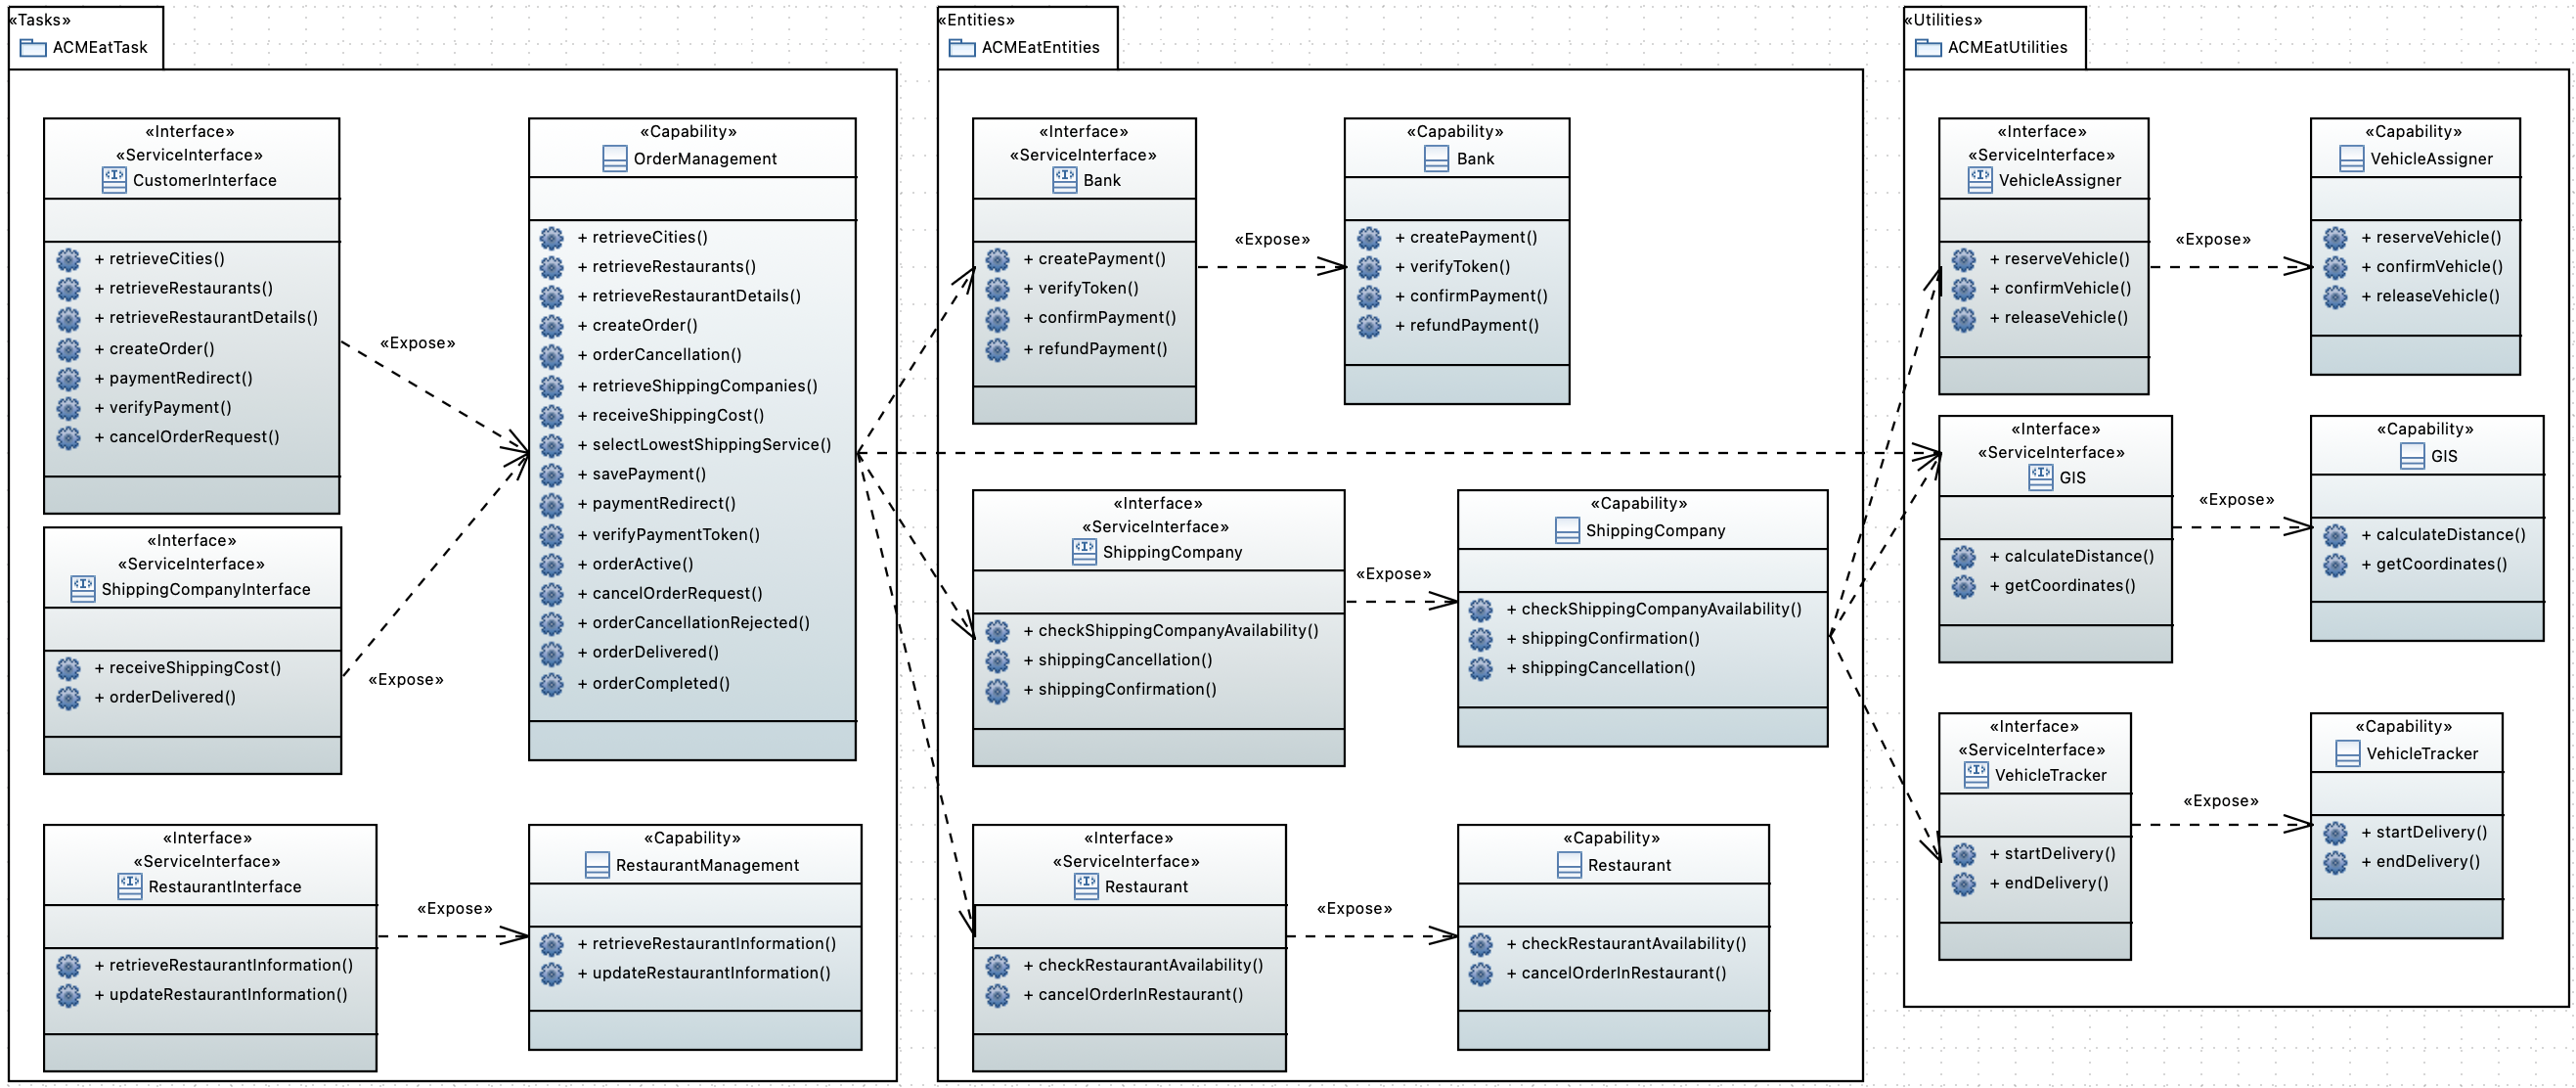 «Tasks»
ACMEatTask
«Interface»
«ServiceInterface»
CustomerInterface
+ retrieveCities()
+ retrieveRestaurants()
+ retrieveRestaurantDetails()
+ createOrder()
+ paymentRedirect()
+ verifyPayment()
+ cancelOrderRequest()
«Expose»
«Interface»
«ServiceInterface»
ShippingCompanyInterface
+ receiveShippingCost()
+ orderDelivered()
«Expose»
«Capability»
OrderManagement
+ retrieveCities()
+ retrieveRestaurants()
+ retrieveRestaurantDetails()
+ createOrder()
+ orderCancellation()
+ retrieveShippingCompanies()
+ receiveShippingCost()
+ selectLowestShippingService()
+ savePayment()
+ paymentRedirect()
+ verifyPaymentToken()
+ orderActive()
+ cancelOrderRequest()
+ orderCancellationRejected()
+ orderDelivered()
+ orderCompleted()
«Interface»
«ServiceInterface»
RestaurantInterface
+ retrieveRestaurantInformation()
+ updateRestaurantInformation()
«Expose»
«Capability»
RestaurantManagement
+ retrieveRestaurantInformation()
+ updateRestaurantInformation()
«Entities»
ACMEatEntities
«Interface»
«ServiceInterface»
Bank
+ createPayment()
+ verifyToken()
+ confirmPayment()
+ refundPayment()
«Expose»
«Capability»
Bank
+ createPayment()
+ verifyToken()
+ confirmPayment()
+ refundPayment()
«Interface»
«ServiceInterface»
ShippingCompany
+ checkShippingCompanyAvailability()
+ shippingCancellation()
+ shippingConfirmation()
«Expose»
«Capability»
ShippingCompany
+ checkShippingCompanyAvailability()
+ shippingConfirmation()
+ shippingCancellation()
«Interface»
«ServiceInterface»
Restaurant
+ checkRestaurantAvailability()
+ cancelOrderInRestaurant()
«Expose»
«Capability»
Restaurant
+ checkRestaurantAvailability()
+ cancelOrderInRestaurant()
«Utilities»
ACMEatUtilities
«Interface»
«ServiceInterface»
VehicleAssigner
+ reserveVehicle()
+ confirmVehicle()
+ releaseVehicle()
«Expose»
«Capability»
VehicleAssigner
+ reserveVehicle()
+ confirmVehicle()
+ releaseVehicle()
«Interface»
«ServiceInterface»
GIS
+ calculateDistance()
+ getCoordinates()
«Expose»
«Capability»
GIS
+ calculateDistance()
+ getCoordinates()
«Interface»
«ServiceInterface»
VehicleTracker
+ startDelivery()
+ endDelivery()
«Expose»
«Capability»
VehicleTracker
+ startDelivery()
+ endDelivery()